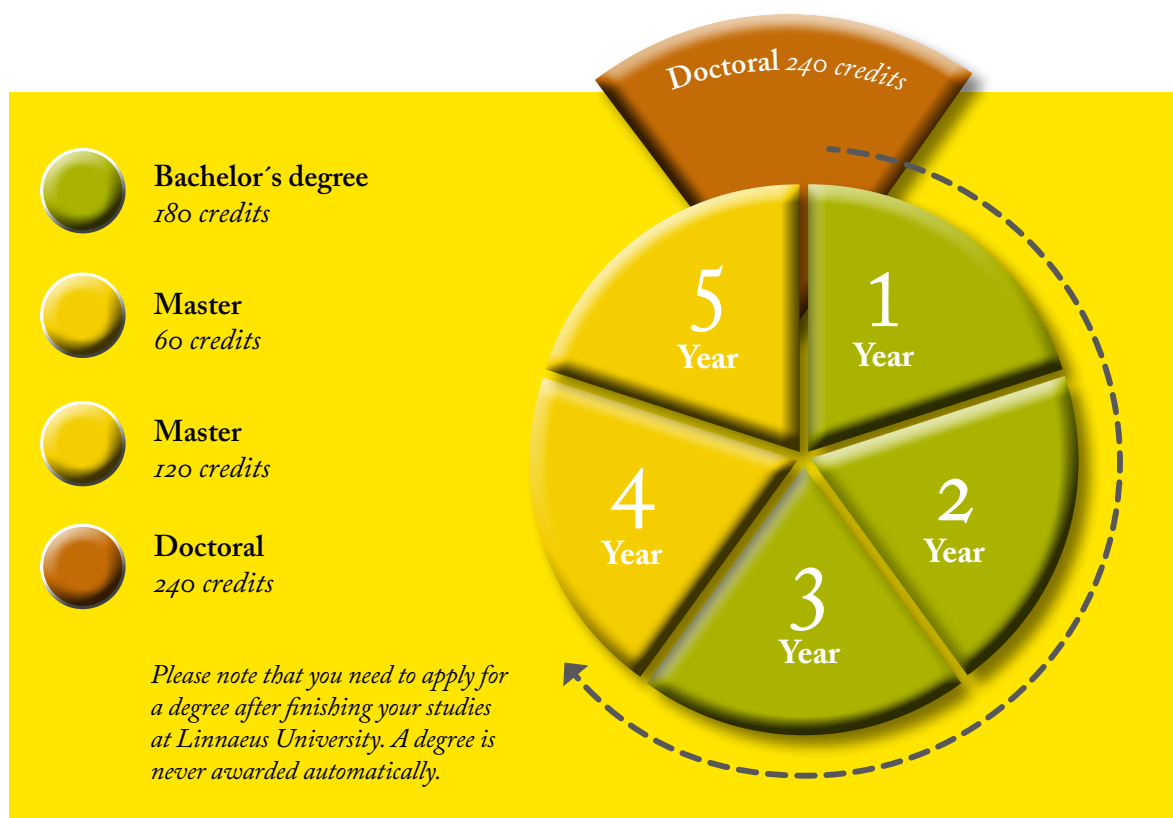 Doctoral 240 credits
Bachelor´s degree
180 credits
Master
60 credits
Master
120 credits
Doctoral
240 credits
Please note that you need to apply for
a degree after finishing your studies
at Linnaeus University. A degree is
never awarded automatically.
1
Year
2
Year
3
Year
4
Year
5
Year